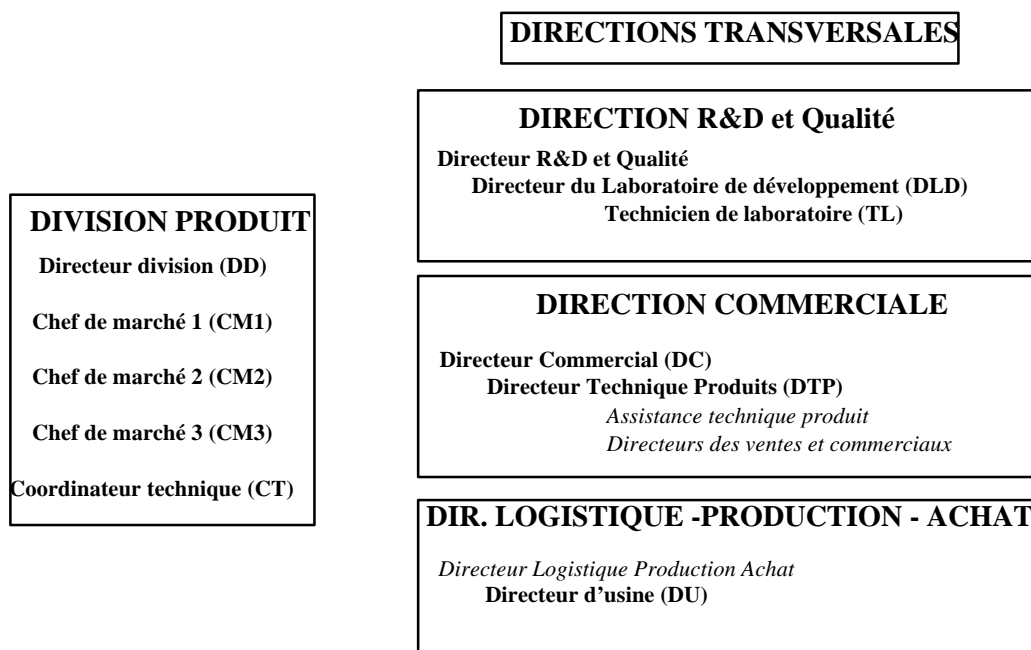 DIRECTIONS TRANSVERSALES
DIRECTION R&D et Qualité
Directeur R&D et Qualité
Directeur du Laboratoire de développement (DLD)
Technicien de laboratoire (TL)
DIVISION PRODUIT
Directeur division (DD)
Chef de marché 1 (CM1)
Chef de marché 2 (CM2)
Chef de marché 3 (CM3)
Coordinateur technique (CT)
DIRECTION COMMERCIALE
Directeur Commercial (DC)
Directeur Technique Produits (DTP)
Assistance technique produit
Directeurs des ventes et commerciaux
DIR. LOGISTIQUE -PRODUCTION - ACHAT
Directeur Logistique Production Achat
Directeur d’usine (DU)